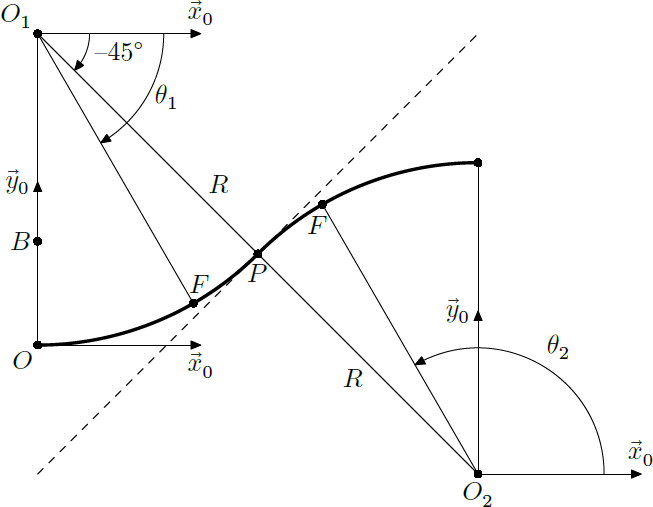 O₁
x⃗₀
–45°
θ₁
R
y⃗₀
B
F
F
P
O
x⃗₀
y⃗₀
θ₂
R
x⃗₀
O₂